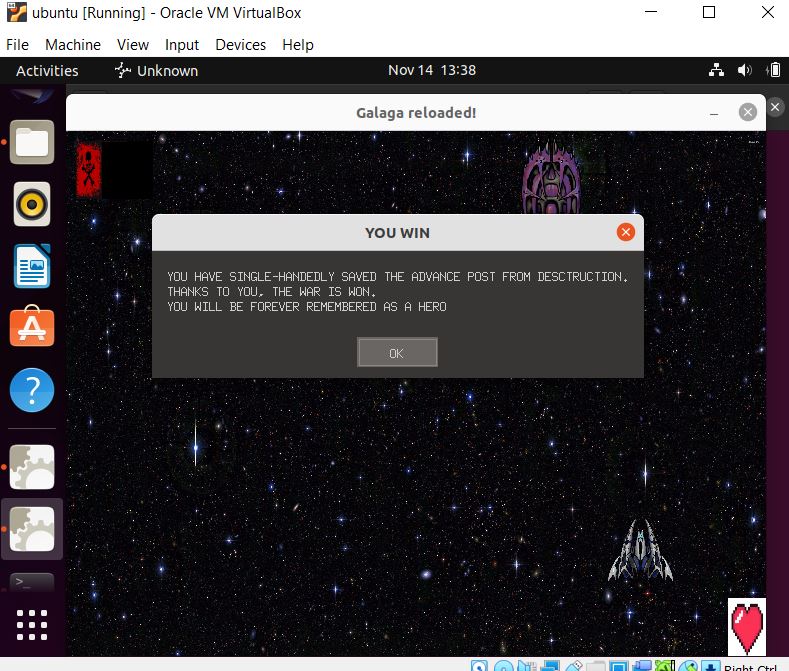 ubuntu [Running] - Oracle VM VirtualBox
File Machine View Input Devices Help
Activities Unknown Nov 14 13:38
Galaga reloaded!
YOU WIN
YOU HAVE SINGLE-HANDEDLY SAVED THE ADVANCE POST FROM DESCTRUCTION.
THANKS TO YOU, THE WAR IS WON.
YOU WILL BE FOREVER REMEMBERED AS A HERO
OK
Right Ctrl